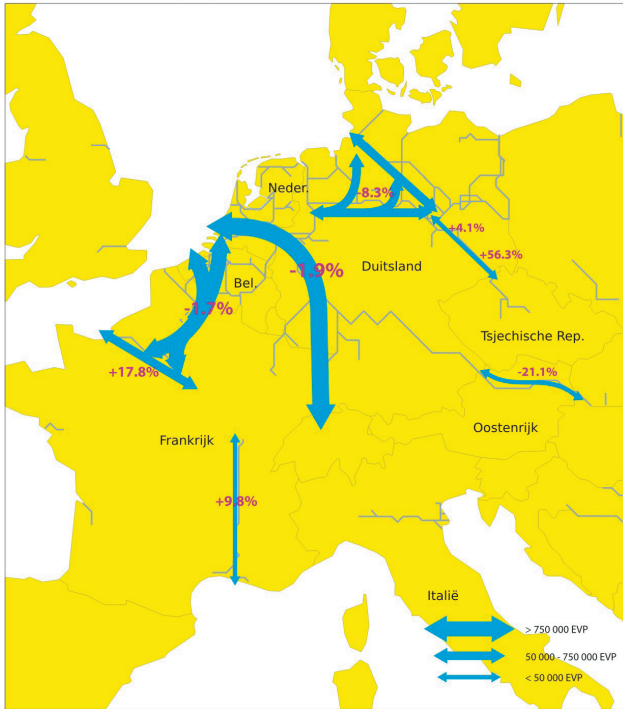 Neder.
-8.3%
+4.1%
+56.3%
-1.9%
Duitsland
Bel.
-1.7%
Tsjechische Rep.
+17.8%
-21.1%
Oostenrijk
Frankrijk
+9.8%
Italië
> 750 000 EVP
50 000 - 750 000 EVP
< 50 000 EVP